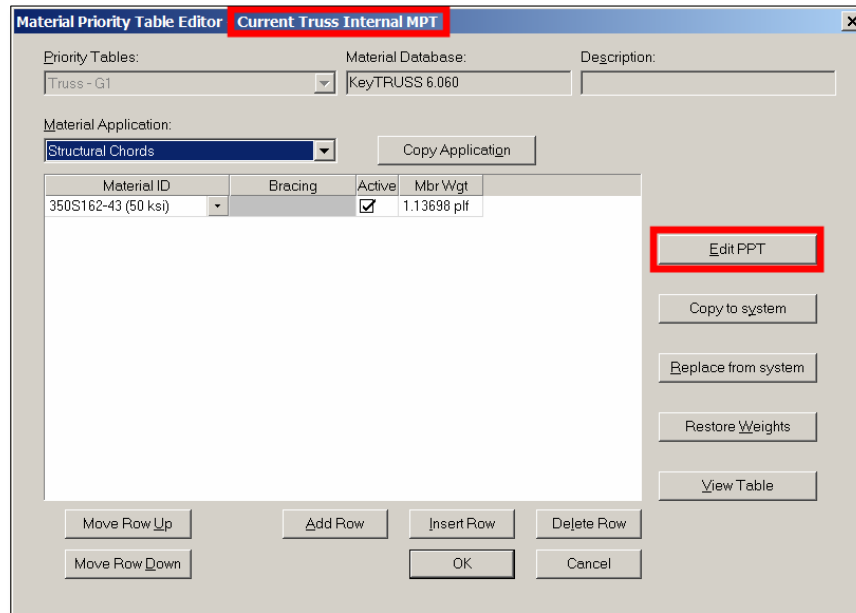 Material Priority Table Editor Current Truss Internal MPT
Priority Tables: Material Database: Description:
Truss - G1 KeyTRUSS 6.060
Material Application:
Structural Chords Copy Application
Material ID Bracing Active Mbr Wgt
350S162-43 (50 ksi) 1.13698 plf
Edit PPT
Copy to system
Replace from system
Restore Weights
View Table
Move Row Up Add Row Insert Row Delete Row
Move Row Down OK Cancel